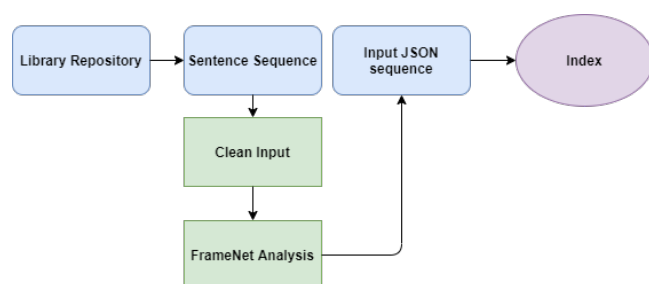 Library Repository
Sentence Sequence
Input JSON
sequence
Index
Clean Input
FrameNet Analysis